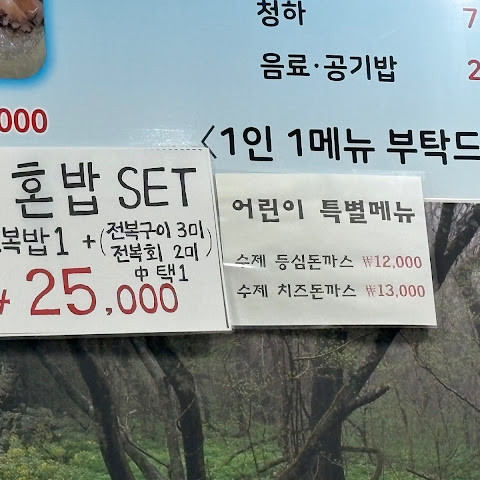 청하 7
음료·공기밥 2
000
〈1인 1메뉴 부탁드
혼밥 SET
복밥1 + (전복구이 3미
전복회 2미)
中 택1
25,000
어린이 특별메뉴
수제 등심돈까스 ₩12,000
수제 치즈돈까스 ₩13,000